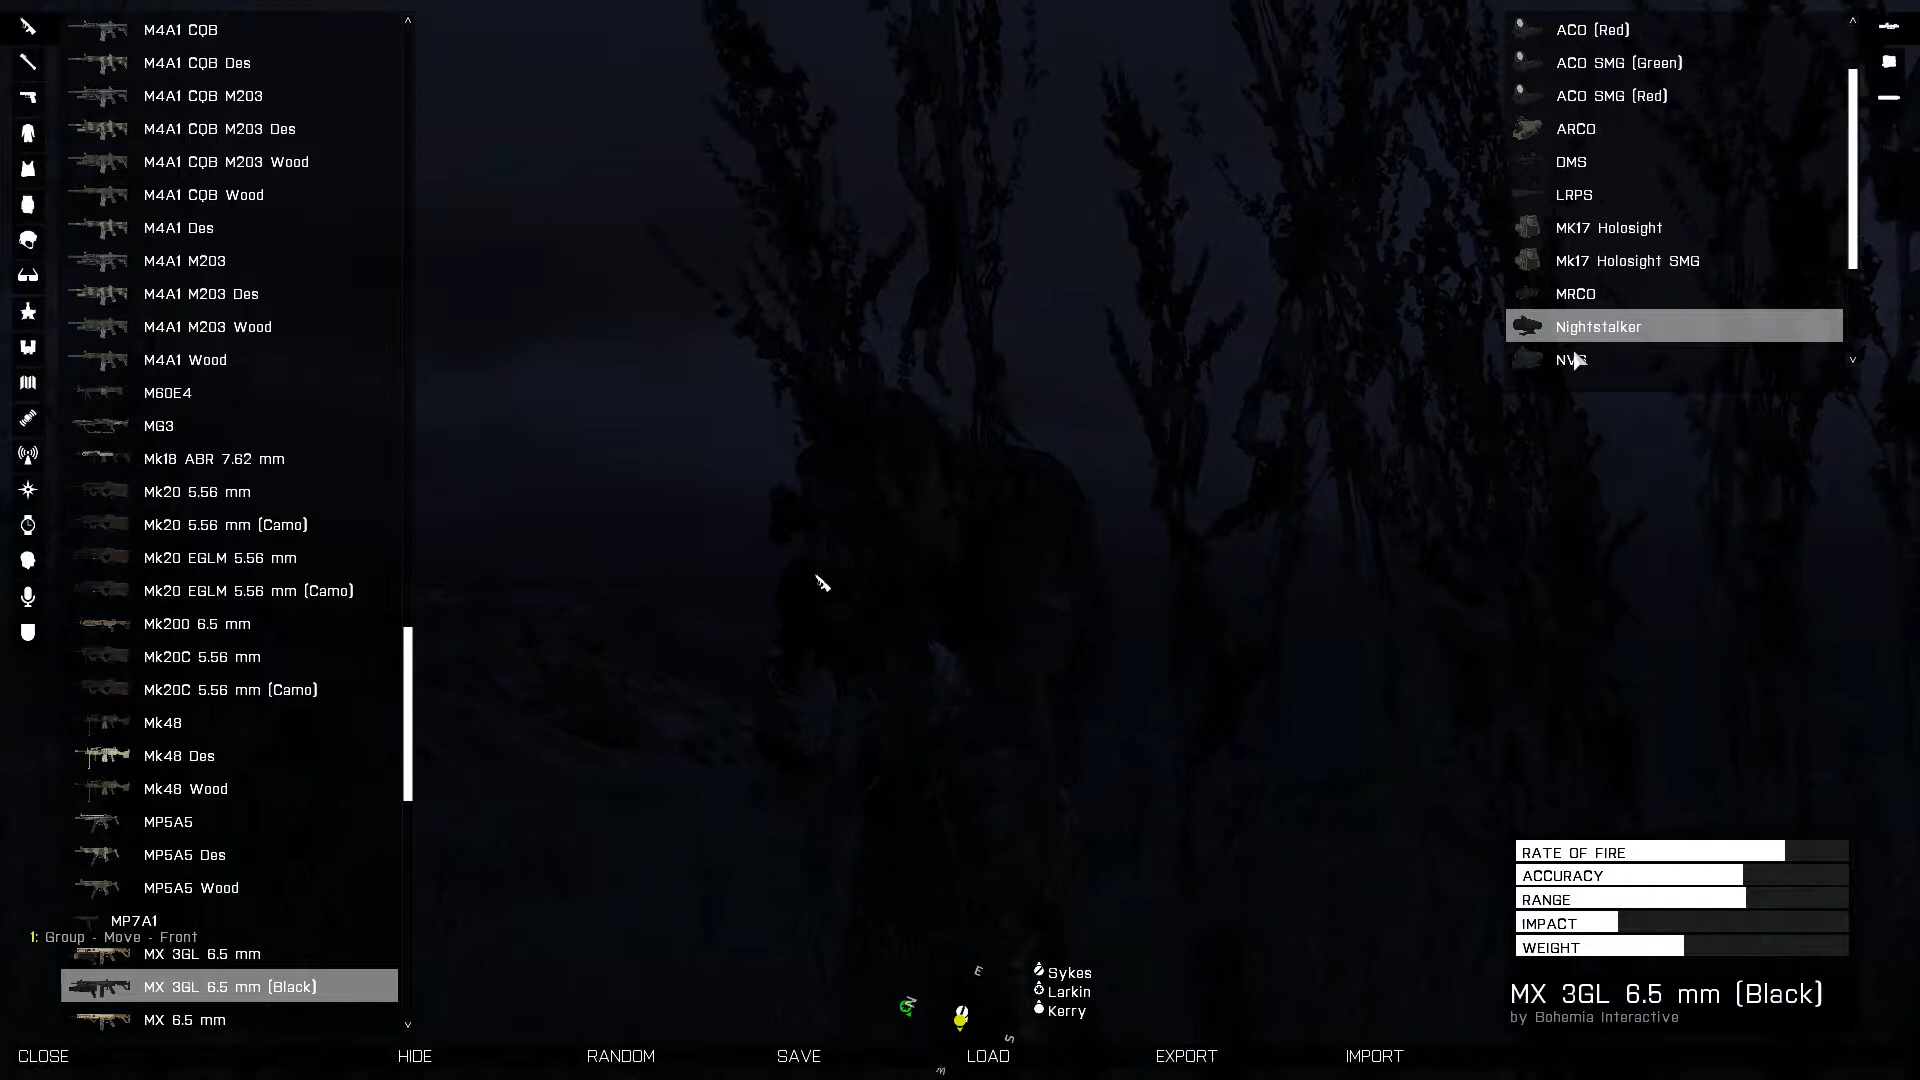 M4A1 CQB
M4A1 CQB Des
M4A1 CQB M203
M4A1 CQB M203 Des
M4A1 CQB M203 Wood
M4A1 CQB Wood
M4A1 Des
M4A1 M203
M4A1 M203 Des
M4A1 M203 Wood
M4A1 Wood
M60E4
MG3
Mk18 ABR 7.62 mm
Mk20 5.56 mm
Mk20 5.56 mm (Camo)
Mk20 EGLM 5.56 mm
Mk20 EGLM 5.56 mm (Camo)
Mk200 6.5 mm
Mk20C 5.56 mm
Mk20C 5.56 mm (Camo)
Mk48
Mk48 Des
Mk48 Wood
MP5A5
MP5A5 Des
MP5A5 Wood
MP7A1
1: Group - Move - Front
MX 3GL 6.5 mm
MX 3GL 6.5 mm (Black)
MX 6.5 mm
ACO (Red)
ACO SMG (Green)
ACO SMG (Red)
ARCO
DMS
LRPS
MK17 Holosight
Mk17 Holosight SMG
MRCO
Nightstalker
RATE OF FIRE
ACCURACY
RANGE
IMPACT
WEIGHT
MX 3GL 6.5 mm (Black)
by Bohemia Interactive
E
N
S
W
Sykes
Larkin
Kerry
CLOSE
HIDE
RANDOM
SAVE
LOAD
EXPORT
IMPORT